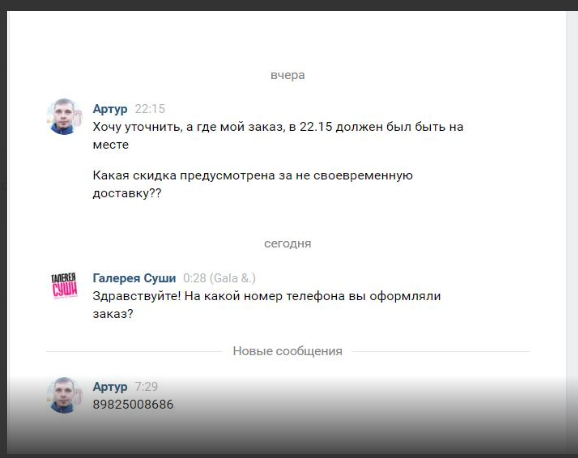 вчера
Артур 22:15
Хочу уточнить, а где мой заказ, в 22.15 должен был быть на
месте
Какая скидка предусмотрена за не своевременную
доставку??
сегодня
ГАЛЕРЕЯ
СУШИ
Галерея Суши 0:28 (Gala &.)
Здравствуйте! На какой номер телефона вы оформляли
заказ?
Новые сообщения
Артур 7:29
89825008686